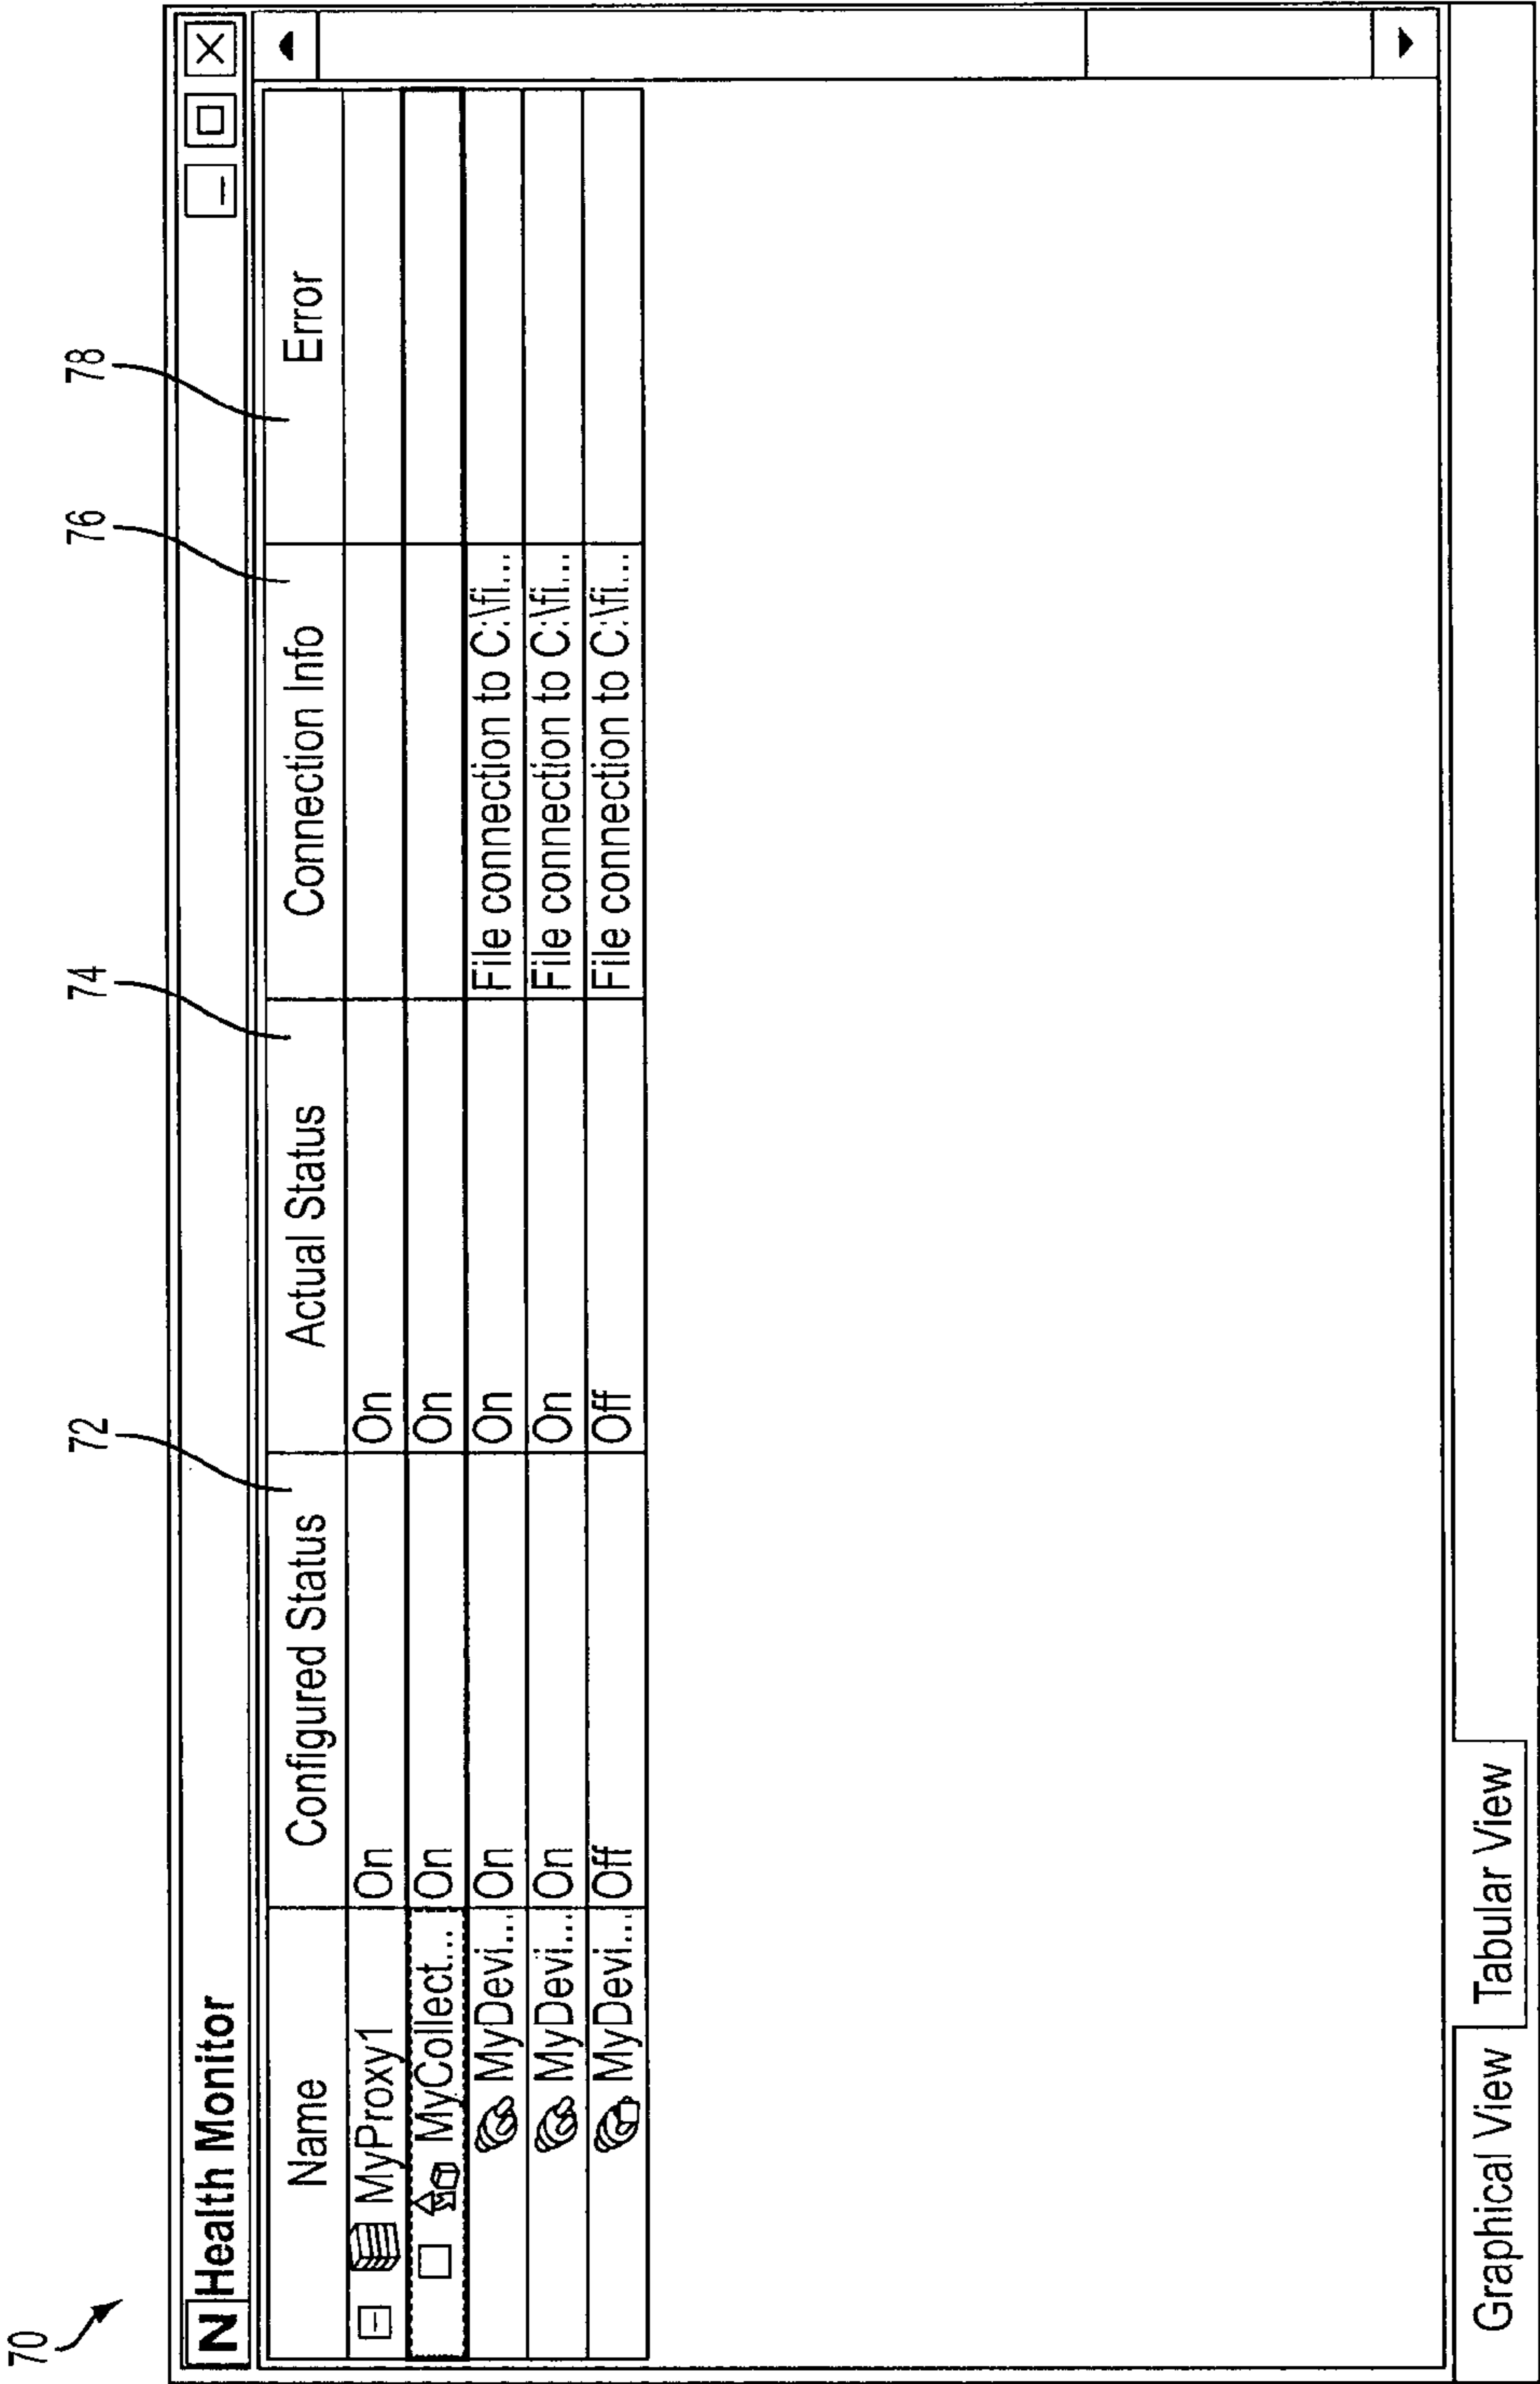 70
72
74
76
78
N Health Monitor
Name Configured Status Actual Status Connection Info Error
MyProxy1 On On
MyCollect... On On
MyDevi... On On File connection to C:\fi...
MyDevi... On On File connection to C:\fi...
MyDevi... Off Off File connection to C:\fi...
Graphical View Tabular View